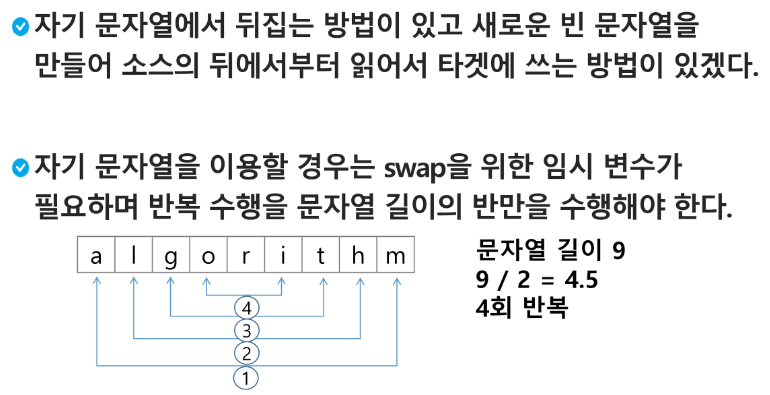 자기 문자열에서 뒤집는 방법이 있고 새로운 빈 문자열을
만들어 소스의 뒤에서부터 읽어서 타겟에 쓰는 방법이 있겠다.
자기 문자열을 이용할 경우는 swap을 위한 임시 변수가
필요하며 반복 수행을 문자열 길이의 반만을 수행해야 한다.
a l g o r i t h m
④
③
②
①
문자열 길이 9
9 / 2 = 4.5
4회 반복